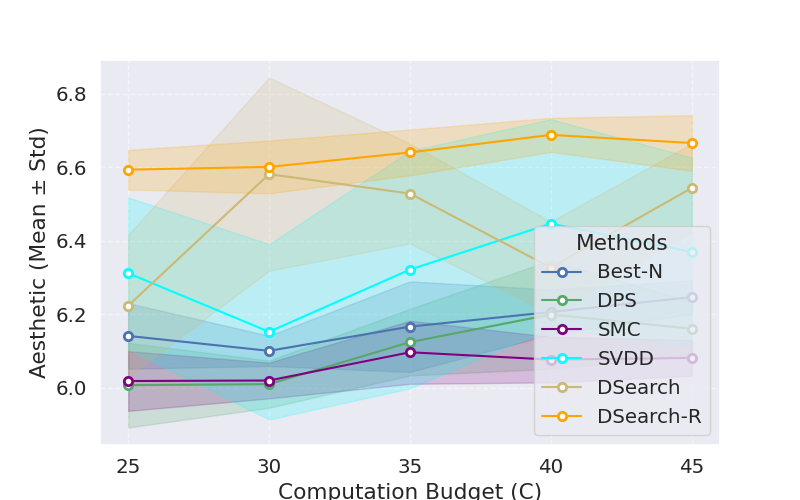 Aesthetic (Mean ± Std)
6.8
6.6
6.4
6.2
6.0
25 30 35 40 45
Computation Budget (C)
Methods
Best-N
DPS
SMC
SVDD
DSearch
DSearch-R